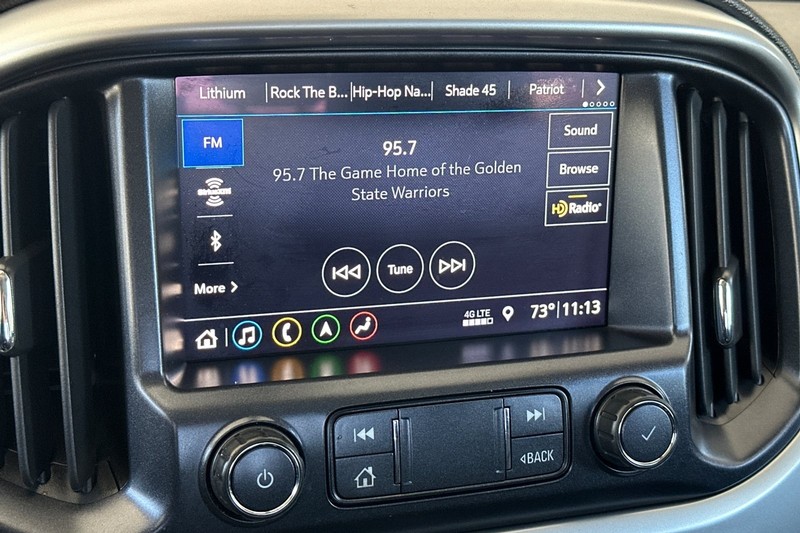 Lithium
Rock The B...
Hip-Hop Na...
Shade 45
Patriot
FM
95.7
95.7 The Game Home of the Golden
State Warriors
Sound
Browse
HD Radio
SiriusXM
More
Tune
4G LTE
73° 11:13
BACK